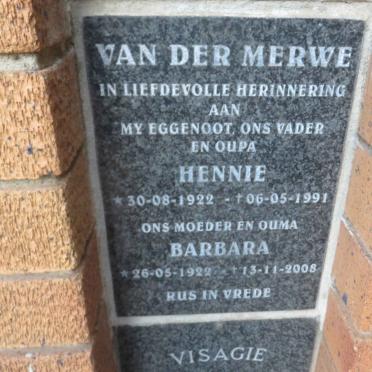 VAN DER MERWE
IN LIEFDEVOLLE HERINNERING
AAN
MY EGGENOOT, ONS VADER
EN OUPA
HENNIE
* 30-08-1922 - † 06-05-1991
ONS MOEDER EN OUMA
BARBARA
* 26-05-1922 - † 13-11-2008
RUS IN VREDE
VISAGIE